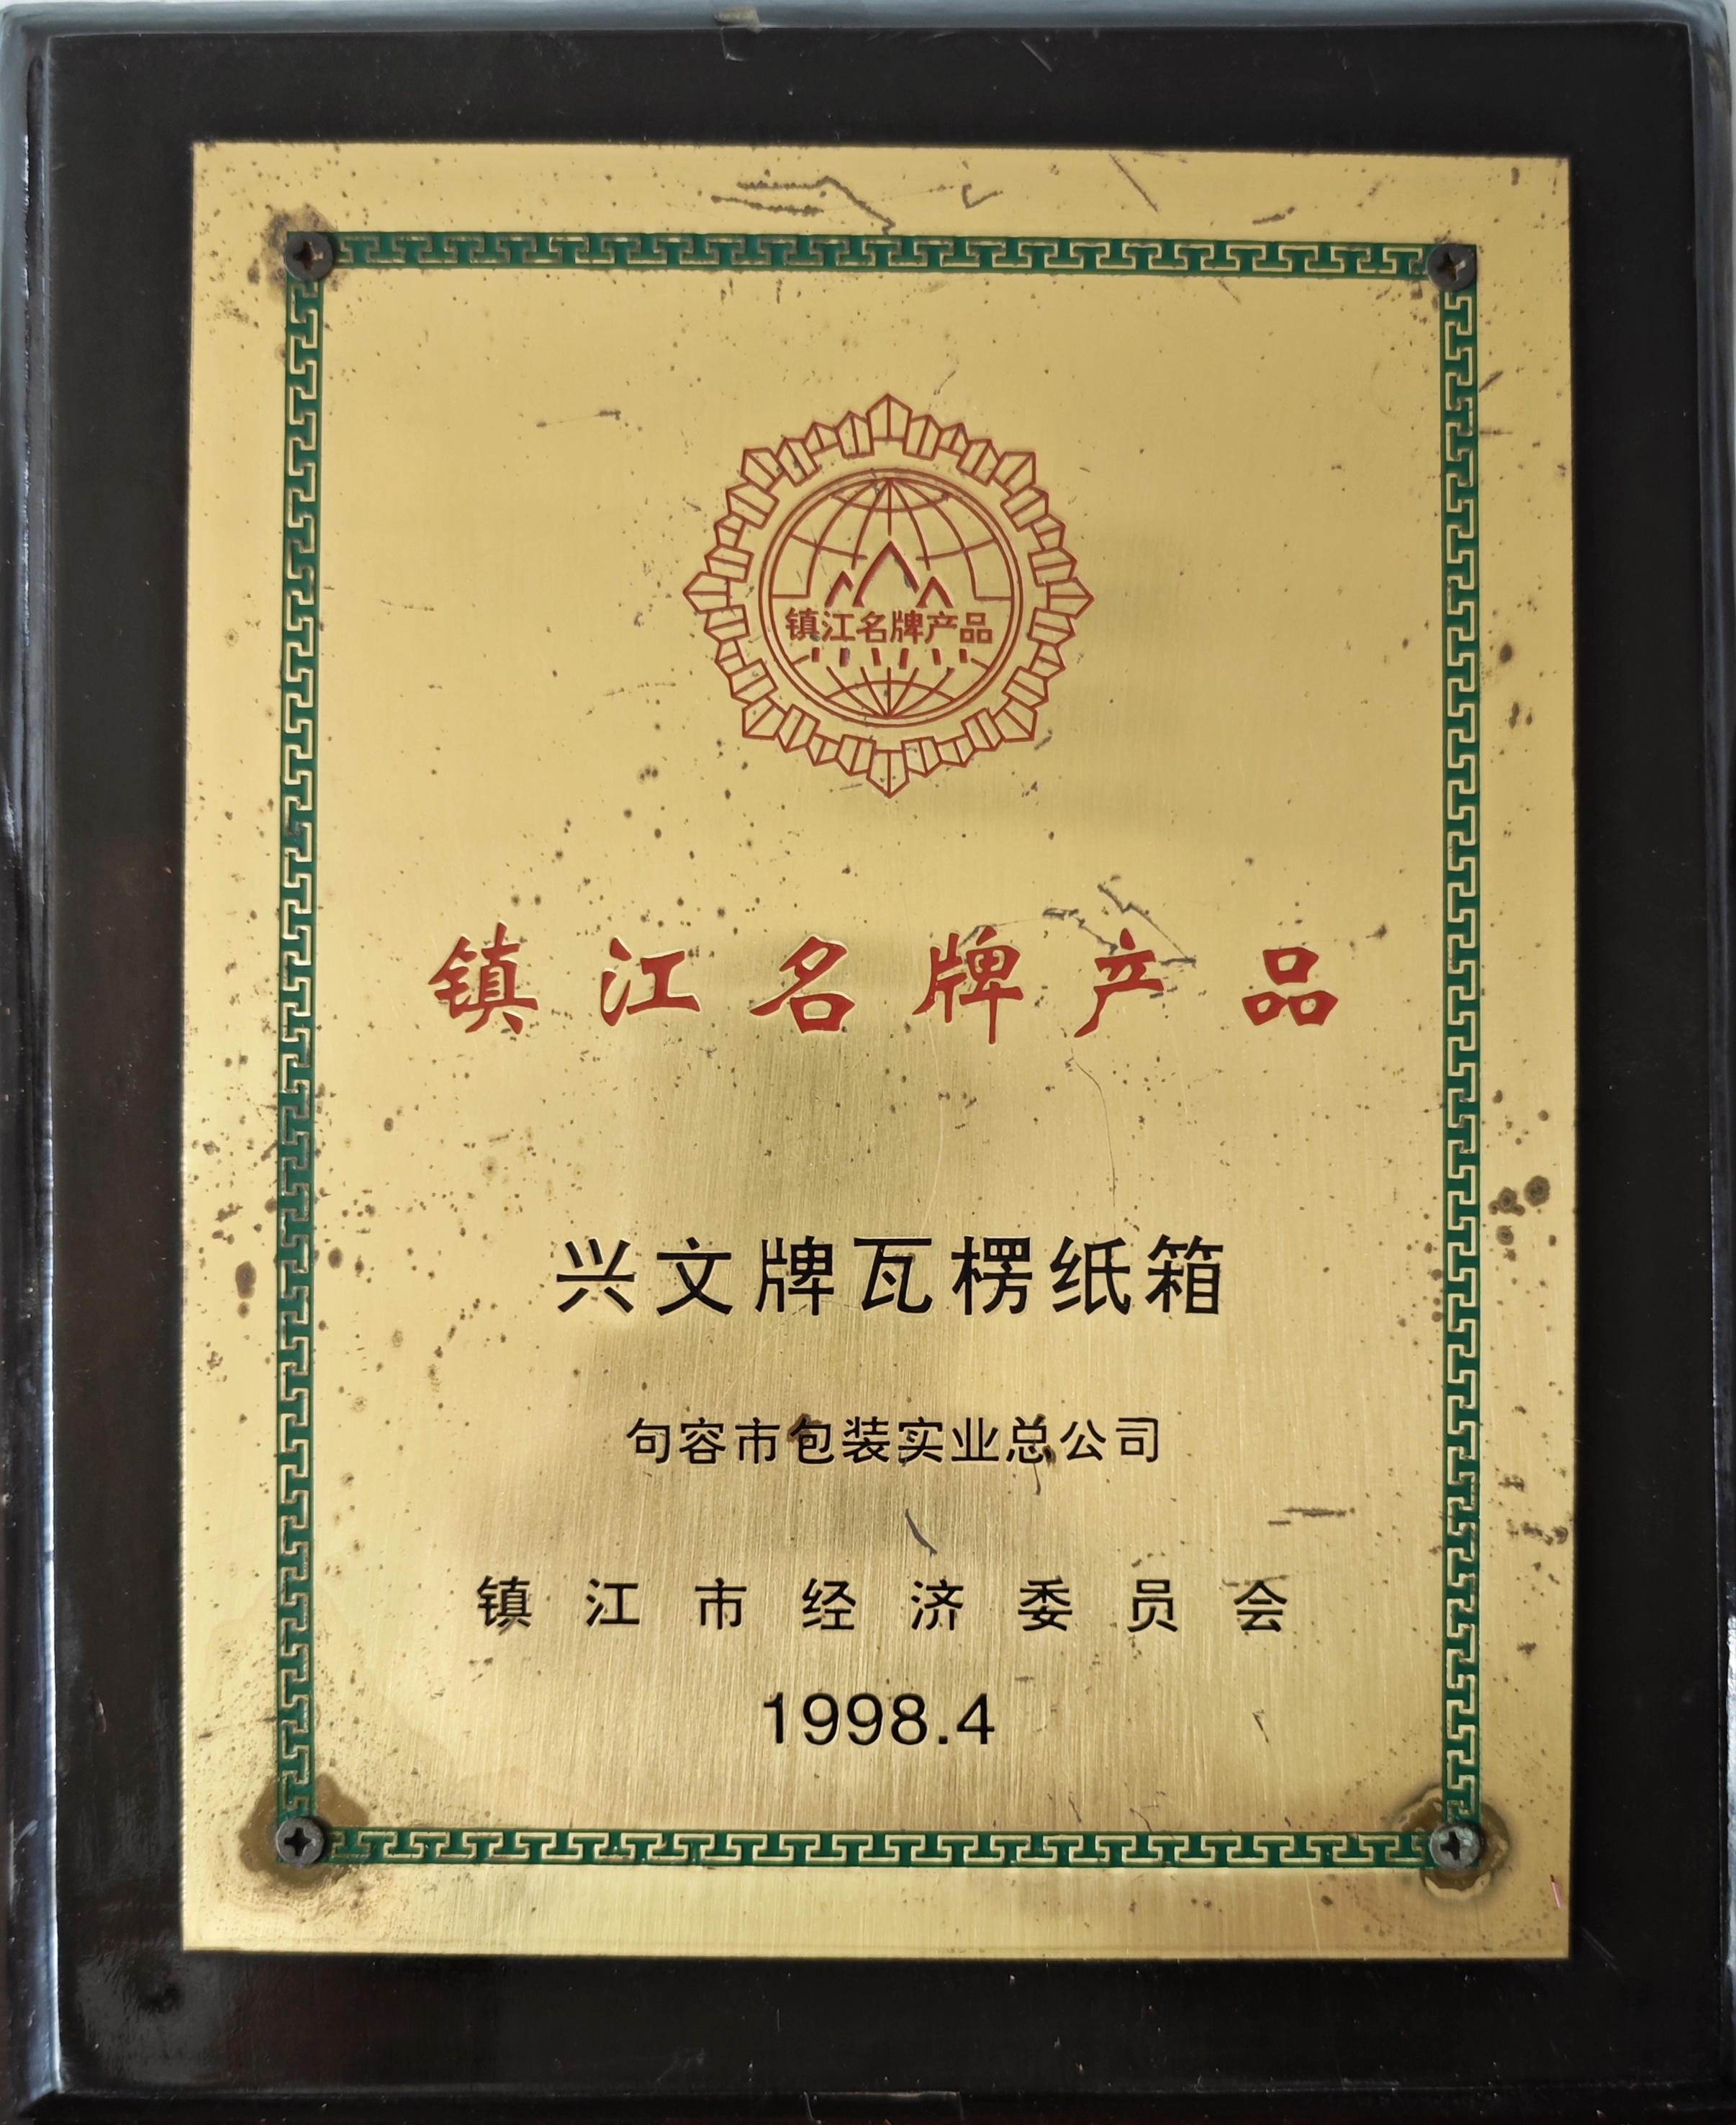 镇江名牌产品
镇江名牌产品
兴文牌瓦楞纸箱
句容市包装实业总公司
镇江市经济委员会
1998.4